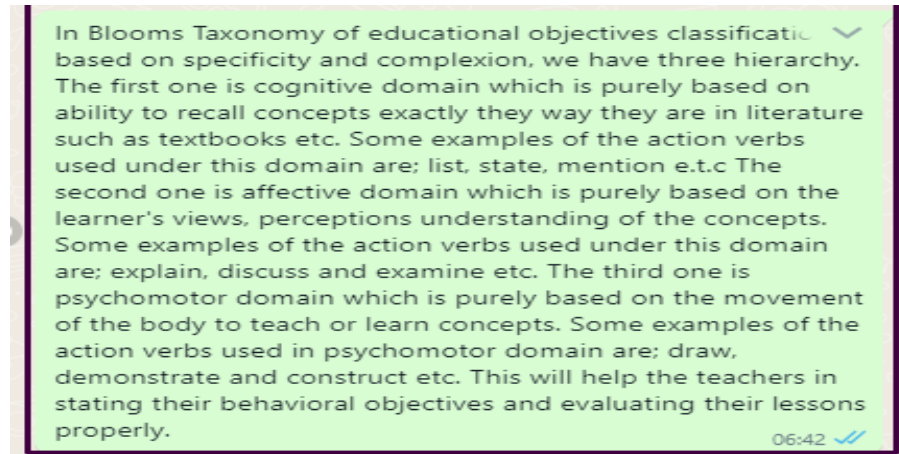 In Blooms Taxonomy of educational objectives classificatic
based on specificity and complexion, we have three hierarchy.
The first one is cognitive domain which is purely based on
ability to recall concepts exactly they way they are in literature
such as textbooks etc. Some examples of the action verbs
used under this domain are; list, state, mention e.t.c The
second one is affective domain which is purely based on the
learner's views, perceptions understanding of the concepts.
Some examples of the action verbs used under this domain
are; explain, discuss and examine etc. The third one is
psychomotor domain which is purely based on the movement
of the body to teach or learn concepts. Some examples of the
action verbs used in psychomotor domain are; draw,
demonstrate and construct etc. This will help the teachers in
stating their behavioral objectives and evaluating their lessons
properly.
06:42